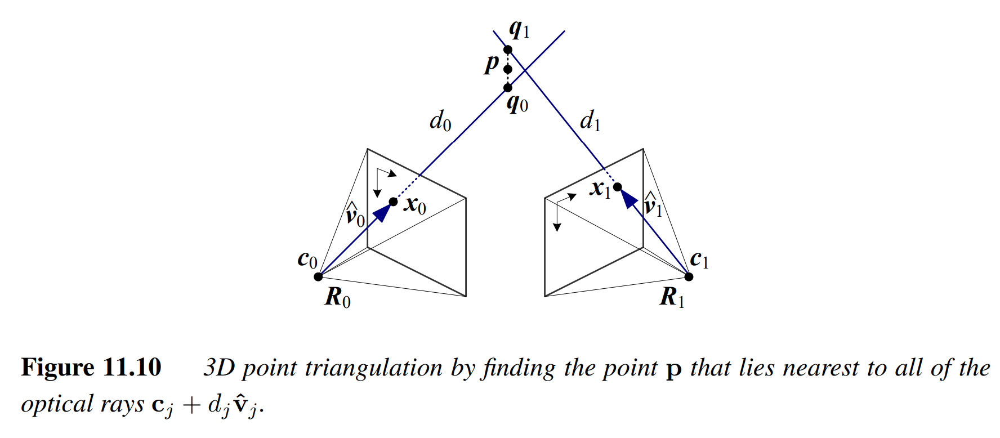 q1
p
q0
d0 d1
x1
v̂0 x0 v̂1
c0 c1
R0 R1
Figure 11.10 3D point triangulation by finding the point p that lies nearest to all of the
optical rays cj + dj v̂j.